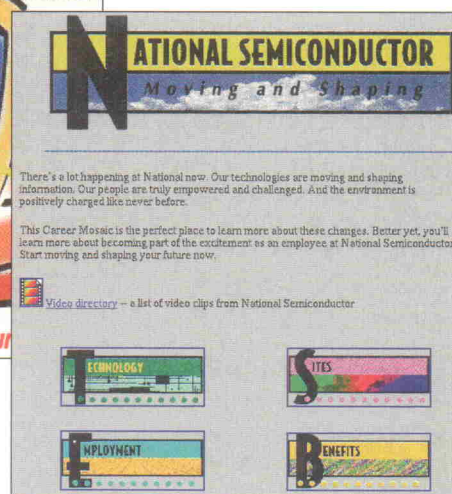 NATIONAL SEMICONDUCTOR
Moving and Shaping
There's a lot happening at National now. Our technologies are moving and shaping
information. Our people are truly empowered and challenged. And the environment is
positively charged like never before.
This Career Mosaic is the perfect place to learn more about these changes. Better yet, you'll
learn more about becoming part of the excitement as an employee at National Semiconductor.
Start moving and shaping your future now.
Video directory – a list of video clips from National Semiconductor
TECHNOLOGY
SITES
EMPLOYMENT
BENEFITS